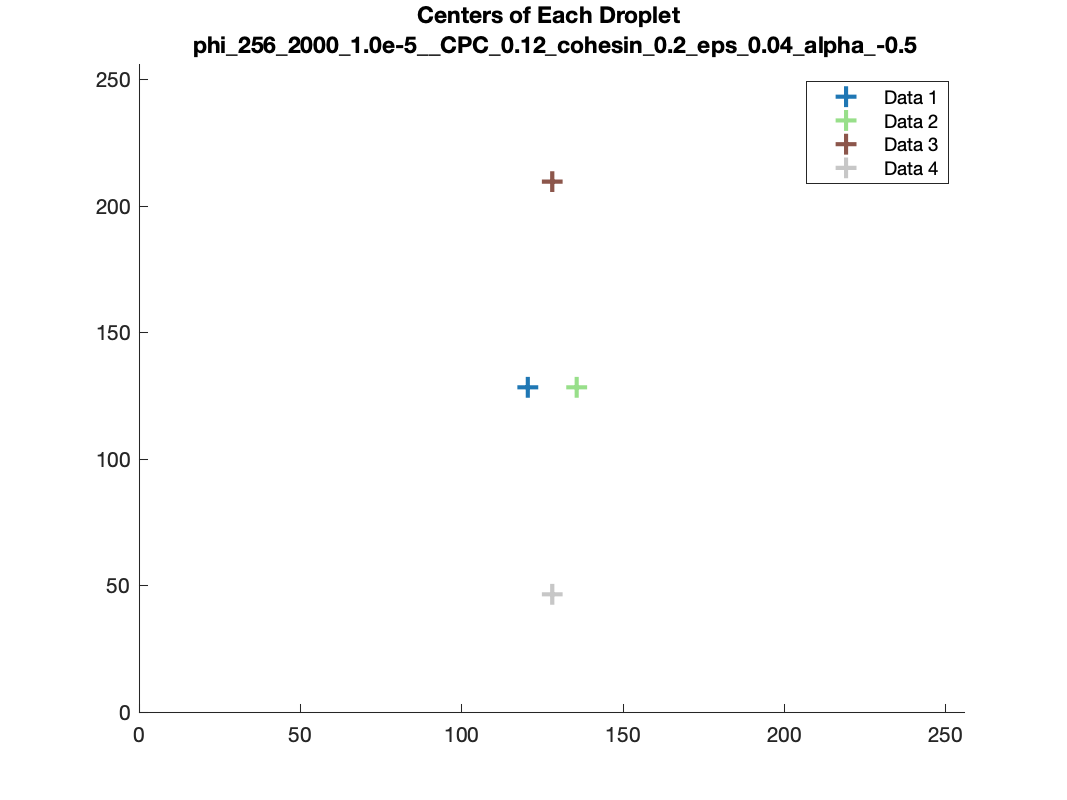 Centers of Each Droplet
phi_256_2000_1.0e-5__CPC_0.12_cohesin_0.2_eps_0.04_alpha_-0.5
250
200
150
100
50
0
Data 1
Data 2
Data 3
Data 4
0 50 100 150 200 250